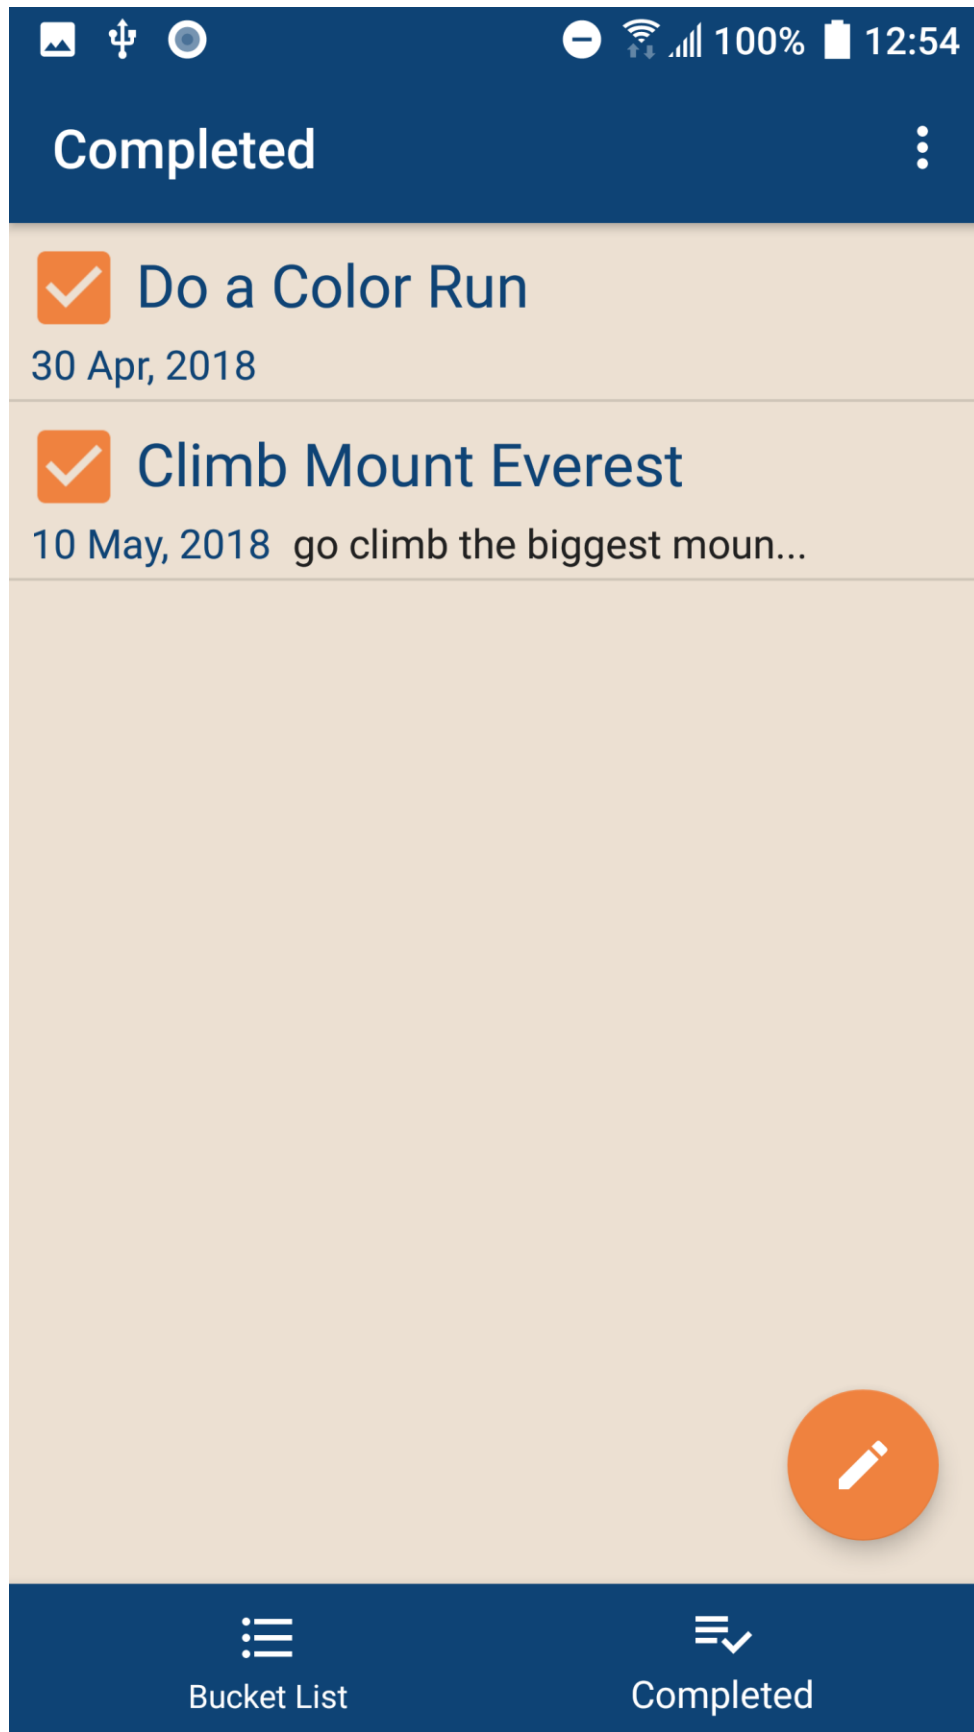 100% 12:54
Completed
Do a Color Run
30 Apr, 2018
Climb Mount Everest
10 May, 2018 go climb the biggest moun...
Bucket List Completed